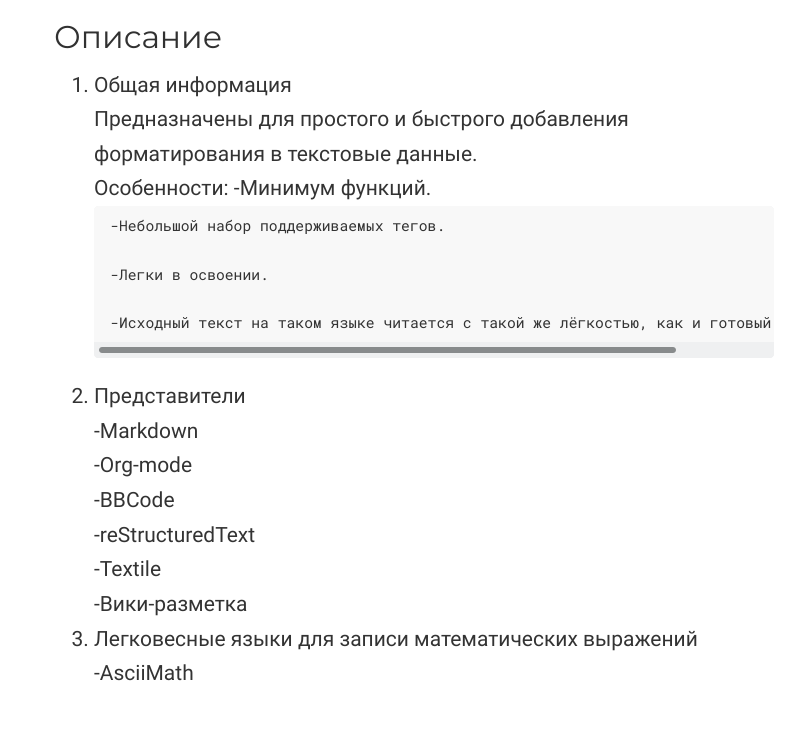 Описание
1. Общая информация
Предназначены для простого и быстрого добавления
форматирования в текстовые данные.
Особенности: -Минимум функций.
-Небольшой набор поддерживаемых тегов.
-Легки в освоении.
-Исходный текст на таком языке читается с такой же лёгкостью, как и готовый
2. Представители
-Markdown
-Org-mode
-BBCode
-reStructuredText
-Textile
-Вики-разметка
3. Легковесные языки для записи математических выражений
-AsciiMath